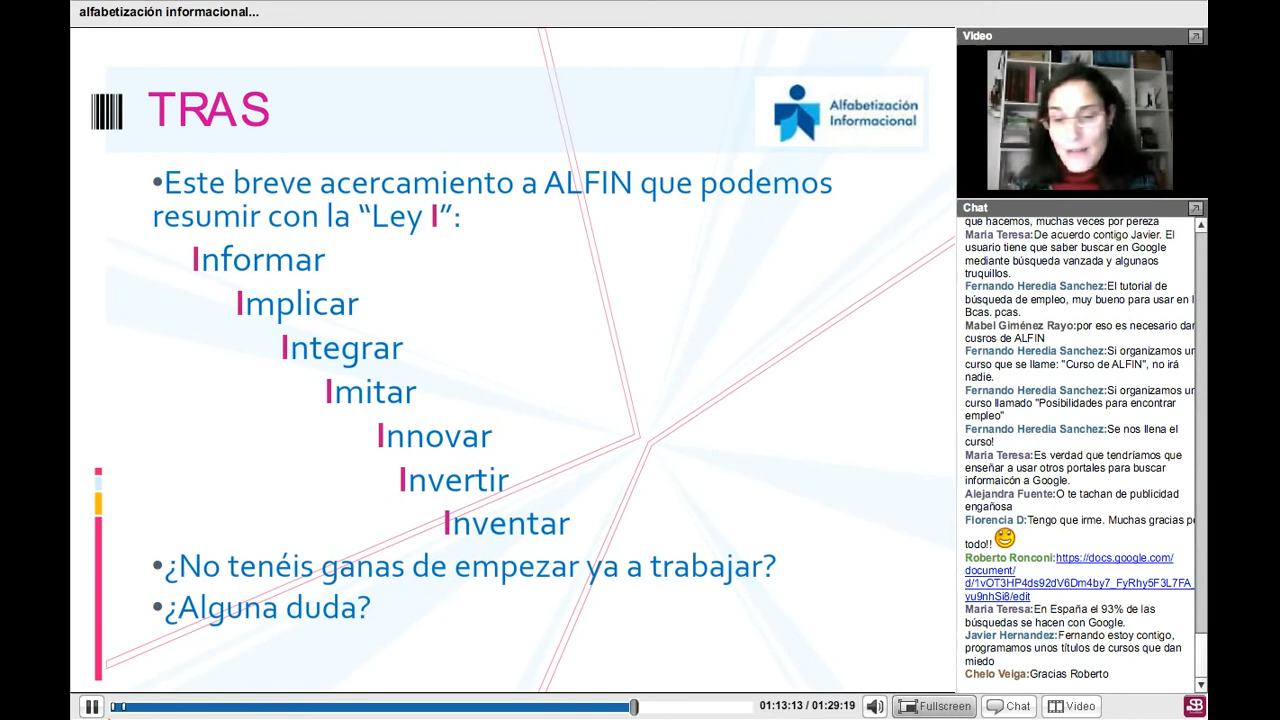 alfabetización informacional...
TRAS
Alfabetización
Informacional
•Este breve acercamiento a ALFIN que podemos
resumir con la “Ley I”:
Informar
Implicar
Integrar
Imitar
Innovar
Invertir
Inventar
•¿No tenéis ganas de empezar ya a trabajar?
•¿Alguna duda?
Video
Chat
que hacemos, muchas veces por pereza
Maria Teresa:De acuerdo contigo Javier. El
usuario tiene que saber buscar en Google
mediante búsqueda vanzada y algunaos
truquillos.
Fernando Heredia Sanchez:El tutorial de
búsqueda de empleo, muy bueno para usar en l
Bcas. pcas.
Mabel Giménez Rayo:por eso es necesario dar
cusros de ALFIN
Fernando Heredia Sanchez:Si organizamos un
curso que se llame: "Curso de ALFIN", no irá
nadie.
Fernando Heredia Sanchez:Si organizamos un
curso llamado "Posibilidades para encontrar
empleo"
Fernando Heredia Sanchez:Se nos llena el
curso!
Maria Teresa:Es verdad que tendríamos que
enseñar a usar otros portales para buscar
informaicón a Google.
Alejandra Fuente:O te tachan de publicidad
engañosa
Florencia D:Tengo que irme. Muchas gracias po
todo!!
Roberto Ronconi:https://docs.google.com/
document/
d/1vOT3HP4ds92dV6Dm4by7_FyRhy5F3L7FA_
yu9nhSi8/edit
Maria Teresa:En España el 93% de las
búsquedas se hacen con Google.
Javier Hernandez:Fernando estoy contigo,
programamos unos títulos de cursos que dan
miedo
Chelo Veiga:Gracias Roberto
01:13:13 / 01:29:19
Fullscreen
Chat
Video
SB